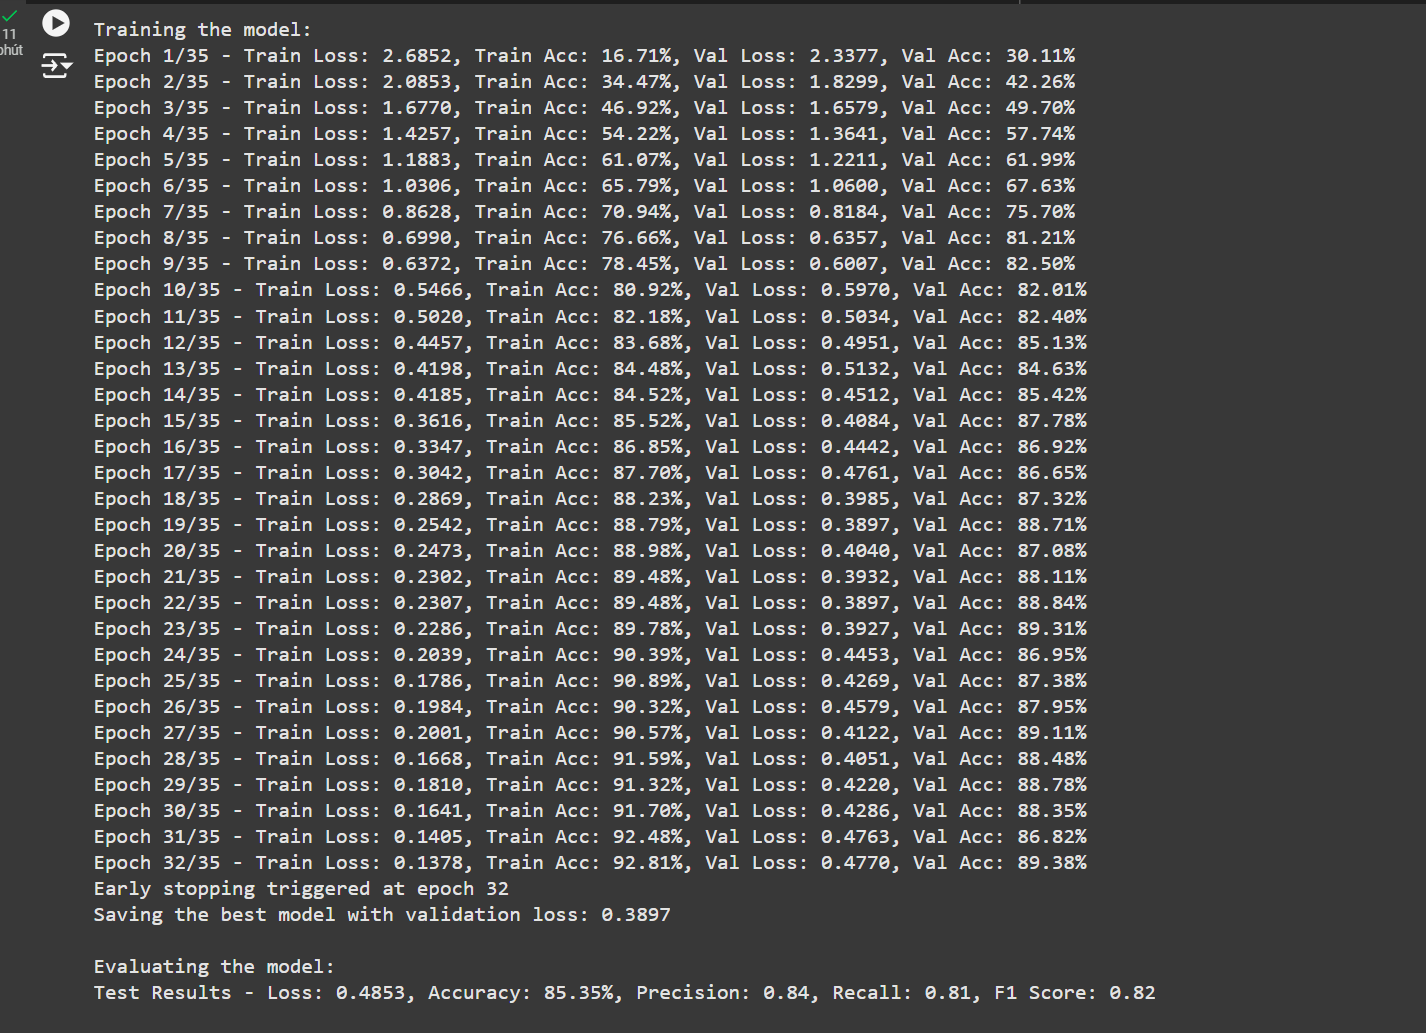 11
phút
Training the model:
Epoch 1/35 - Train Loss: 2.6852, Train Acc: 16.71%, Val Loss: 2.3377, Val Acc: 30.11%
Epoch 2/35 - Train Loss: 2.0853, Train Acc: 34.47%, Val Loss: 1.8299, Val Acc: 42.26%
Epoch 3/35 - Train Loss: 1.6770, Train Acc: 46.92%, Val Loss: 1.6579, Val Acc: 49.70%
Epoch 4/35 - Train Loss: 1.4257, Train Acc: 54.22%, Val Loss: 1.3641, Val Acc: 57.74%
Epoch 5/35 - Train Loss: 1.1883, Train Acc: 61.07%, Val Loss: 1.2211, Val Acc: 61.99%
Epoch 6/35 - Train Loss: 1.0306, Train Acc: 65.79%, Val Loss: 1.0600, Val Acc: 67.63%
Epoch 7/35 - Train Loss: 0.8628, Train Acc: 70.94%, Val Loss: 0.8184, Val Acc: 75.70%
Epoch 8/35 - Train Loss: 0.6990, Train Acc: 76.66%, Val Loss: 0.6357, Val Acc: 81.21%
Epoch 9/35 - Train Loss: 0.6372, Train Acc: 78.45%, Val Loss: 0.6007, Val Acc: 82.50%
Epoch 10/35 - Train Loss: 0.5466, Train Acc: 80.92%, Val Loss: 0.5970, Val Acc: 82.01%
Epoch 11/35 - Train Loss: 0.5020, Train Acc: 82.18%, Val Loss: 0.5034, Val Acc: 82.40%
Epoch 12/35 - Train Loss: 0.4457, Train Acc: 83.68%, Val Loss: 0.4951, Val Acc: 85.13%
Epoch 13/35 - Train Loss: 0.4198, Train Acc: 84.48%, Val Loss: 0.5132, Val Acc: 84.63%
Epoch 14/35 - Train Loss: 0.4185, Train Acc: 84.52%, Val Loss: 0.4512, Val Acc: 85.42%
Epoch 15/35 - Train Loss: 0.3616, Train Acc: 85.52%, Val Loss: 0.4084, Val Acc: 87.78%
Epoch 16/35 - Train Loss: 0.3347, Train Acc: 86.85%, Val Loss: 0.4442, Val Acc: 86.92%
Epoch 17/35 - Train Loss: 0.3042, Train Acc: 87.70%, Val Loss: 0.4761, Val Acc: 86.65%
Epoch 18/35 - Train Loss: 0.2869, Train Acc: 88.23%, Val Loss: 0.3985, Val Acc: 87.32%
Epoch 19/35 - Train Loss: 0.2542, Train Acc: 88.79%, Val Loss: 0.3897, Val Acc: 88.71%
Epoch 20/35 - Train Loss: 0.2473, Train Acc: 88.98%, Val Loss: 0.4040, Val Acc: 87.08%
Epoch 21/35 - Train Loss: 0.2302, Train Acc: 89.48%, Val Loss: 0.3932, Val Acc: 88.11%
Epoch 22/35 - Train Loss: 0.2307, Train Acc: 89.48%, Val Loss: 0.3897, Val Acc: 88.84%
Epoch 23/35 - Train Loss: 0.2286, Train Acc: 89.78%, Val Loss: 0.3927, Val Acc: 89.31%
Epoch 24/35 - Train Loss: 0.2039, Train Acc: 90.39%, Val Loss: 0.4453, Val Acc: 86.95%
Epoch 25/35 - Train Loss: 0.1786, Train Acc: 90.89%, Val Loss: 0.4269, Val Acc: 87.38%
Epoch 26/35 - Train Loss: 0.1984, Train Acc: 90.32%, Val Loss: 0.4579, Val Acc: 87.95%
Epoch 27/35 - Train Loss: 0.2001, Train Acc: 90.57%, Val Loss: 0.4122, Val Acc: 89.11%
Epoch 28/35 - Train Loss: 0.1668, Train Acc: 91.59%, Val Loss: 0.4051, Val Acc: 88.48%
Epoch 29/35 - Train Loss: 0.1810, Train Acc: 91.32%, Val Loss: 0.4220, Val Acc: 88.78%
Epoch 30/35 - Train Loss: 0.1641, Train Acc: 91.70%, Val Loss: 0.4286, Val Acc: 88.35%
Epoch 31/35 - Train Loss: 0.1405, Train Acc: 92.48%, Val Loss: 0.4763, Val Acc: 86.82%
Epoch 32/35 - Train Loss: 0.1378, Train Acc: 92.81%, Val Loss: 0.4770, Val Acc: 89.38%
Early stopping triggered at epoch 32
Saving the best model with validation loss: 0.3897
Evaluating the model:
Test Results - Loss: 0.4853, Accuracy: 85.35%, Precision: 0.84, Recall: 0.81, F1 Score: 0.82